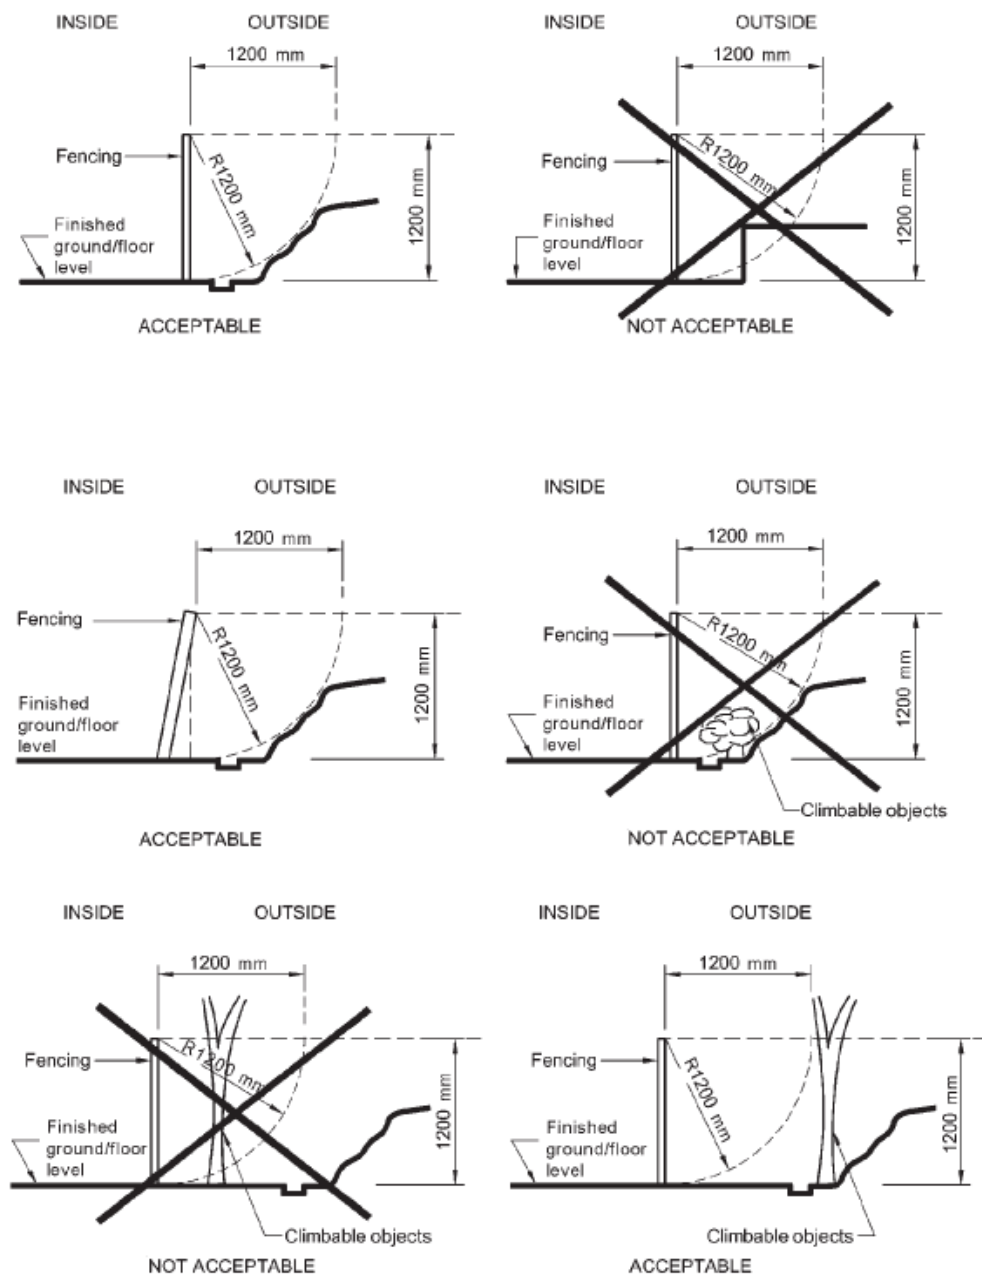 INSIDE OUTSIDE
1200 mm
Fencing
R1200 mm
1200 mm
Finished
ground/floor
level
ACCEPTABLE
INSIDE OUTSIDE
1200 mm
Fencing
R1200 mm
1200 mm
Finished
ground/floor
level
NOT ACCEPTABLE
INSIDE OUTSIDE
1200 mm
Fencing
R1200 mm
1200 mm
Finished
ground/floor
level
ACCEPTABLE
INSIDE OUTSIDE
1200 mm
Fencing
R1200 mm
1200 mm
Finished
ground/floor
level
Climbable objects
NOT ACCEPTABLE
INSIDE OUTSIDE
1200 mm
Fencing
R1200 mm
1200 mm
Finished
ground/floor
level
Climbable objects
NOT ACCEPTABLE
INSIDE OUTSIDE
1200 mm
Fencing
R1200 mm
1200 mm
Finished
ground/floor
level
Climbable objects
ACCEPTABLE